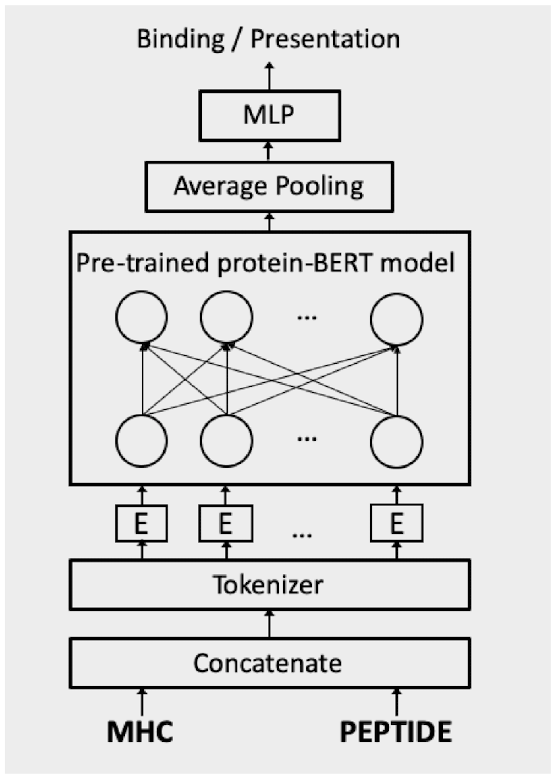 Binding / Presentation
MLP
Average Pooling
Pre-trained protein-BERT model
...
...
E E ... E
Tokenizer
Concatenate
MHC PEPTIDE